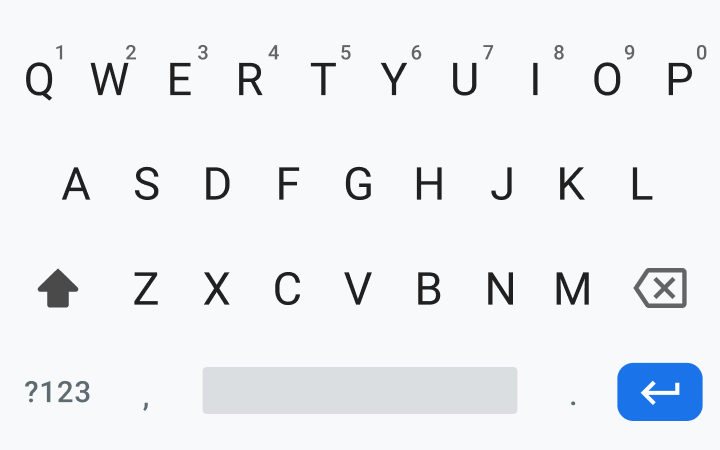 Q 1 W 2 E 3 R 4 T 5 Y 6 U 7 I 8 O 9 P 0
A S D F G H J K L
Z X C V B N M
?123 , .